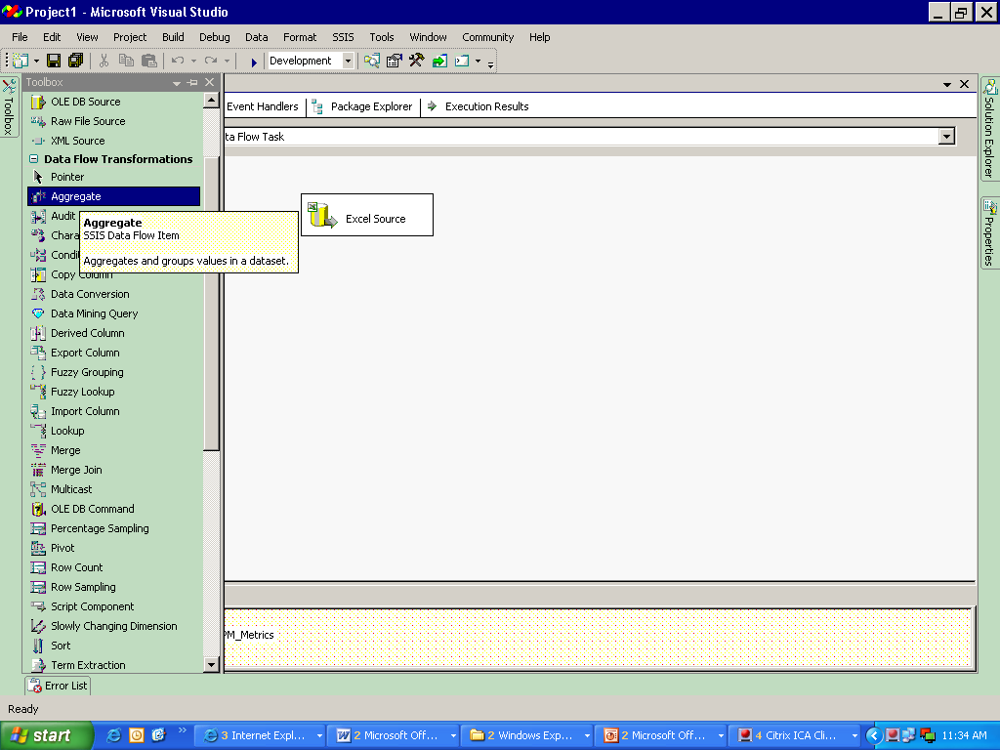 Project1 - Microsoft Visual Studio
File Edit View Project Build Debug Data Format SSIS Tools Window Community Help
Development
Toolbox
Toolbox
OLE DB Source
Raw File Source
XML Source
Data Flow Transformations
Pointer
Aggregate
Audit
Chara
Condi
Copy Column
Data Conversion
Data Mining Query
Derived Column
Export Column
Fuzzy Grouping
Fuzzy Lookup
Import Column
Lookup
Merge
Merge Join
Multicast
OLE DB Command
Percentage Sampling
Pivot
Row Count
Row Sampling
Script Component
Slowly Changing Dimension
Sort
Term Extraction
Aggregate
SSIS Data Flow Item
Aggregates and groups values in a dataset.
Event Handlers Package Explorer Execution Results
ta Flow Task
Excel Source
PM_Metrics
Solution Explorer
Properties
Error List
Ready
start
3 Internet Expl...
2 Microsoft Off...
2 Windows Exp...
2 Microsoft Off...
4 Citrix ICA Cli...
11:34 AM